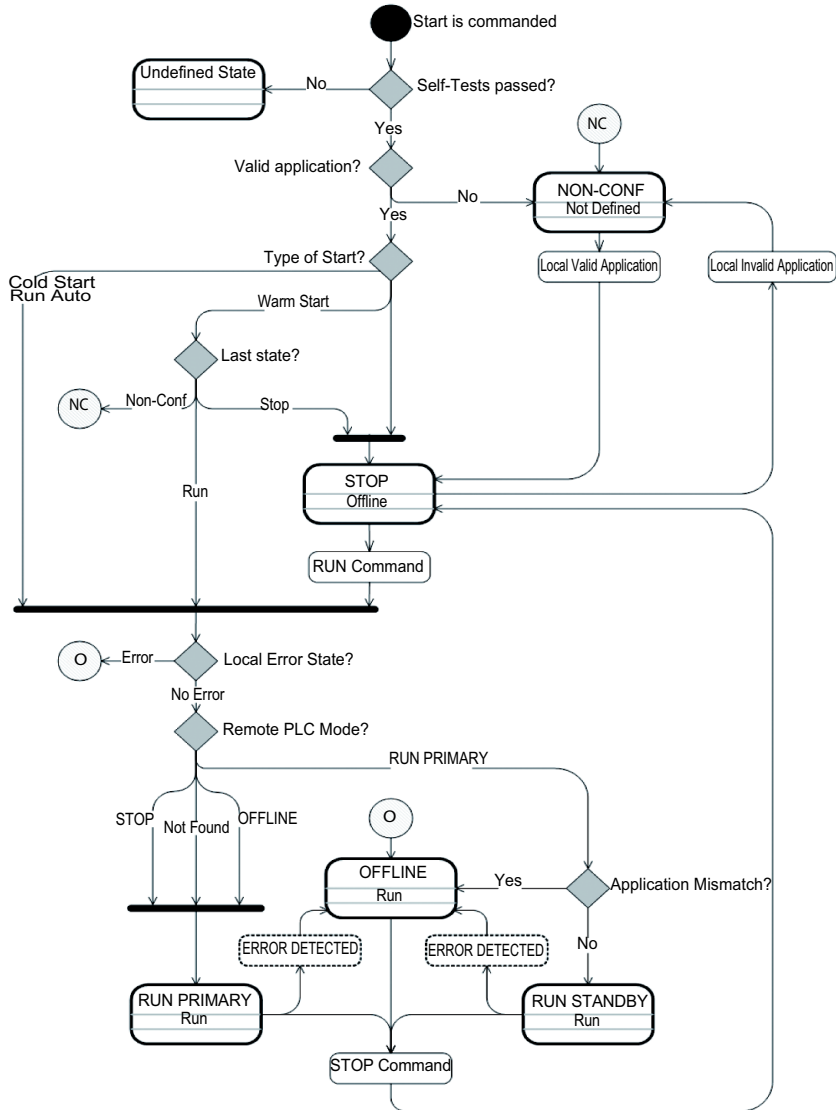 Start is commanded
Undefined State
No
Self-Tests passed?
Yes
NC
Valid application?
No
NON-CONF
Not Defined
Yes
Type of Start?
Local Valid Application
Local Invalid Application
Cold Start
Run Auto
Warm Start
Last state?
NC
Non-Conf
Stop
STOP
Offline
Run
RUN Command
O
Error
Local Error State?
No Error
Remote PLC Mode?
RUN PRIMARY
STOP
Not Found
OFFLINE
O
OFFLINE
Run
Yes
Application Mismatch?
ERROR DETECTED
ERROR DETECTED
No
RUN PRIMARY
Run
RUN STANDBY
Run
STOP Command